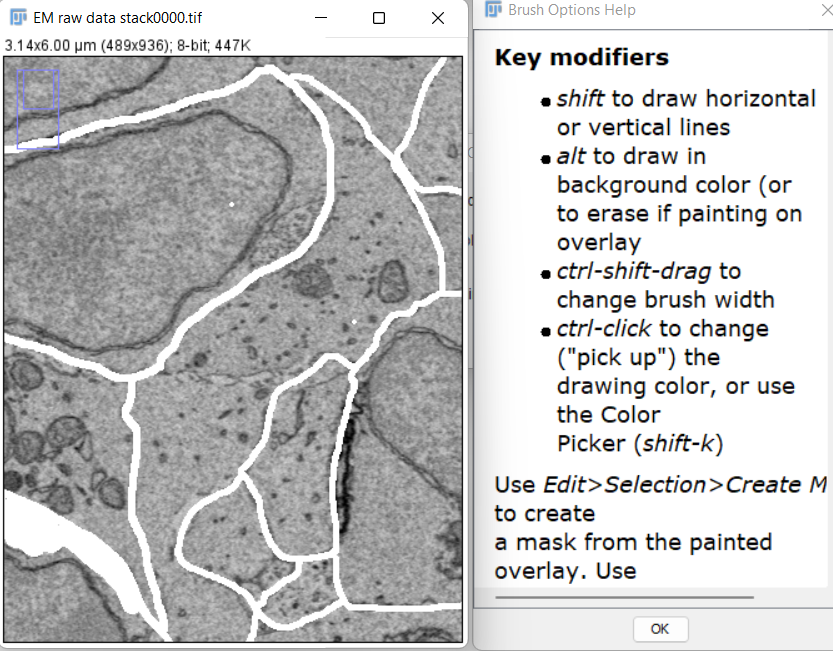 EM raw data stack0000.tif
3.14x6.00 µm (489x936); 8-bit; 447K
Brush Options Help
Key modifiers
shift to draw horizontal
or vertical lines
alt to draw in
background color (or
to erase if painting on
overlay
ctrl-shift-drag to
change brush width
ctrl-click to change
("pick up") the
drawing color, or use
the Color
Picker (shift-k)
Use Edit>Selection>Create M
to create
a mask from the painted
overlay. Use
OK